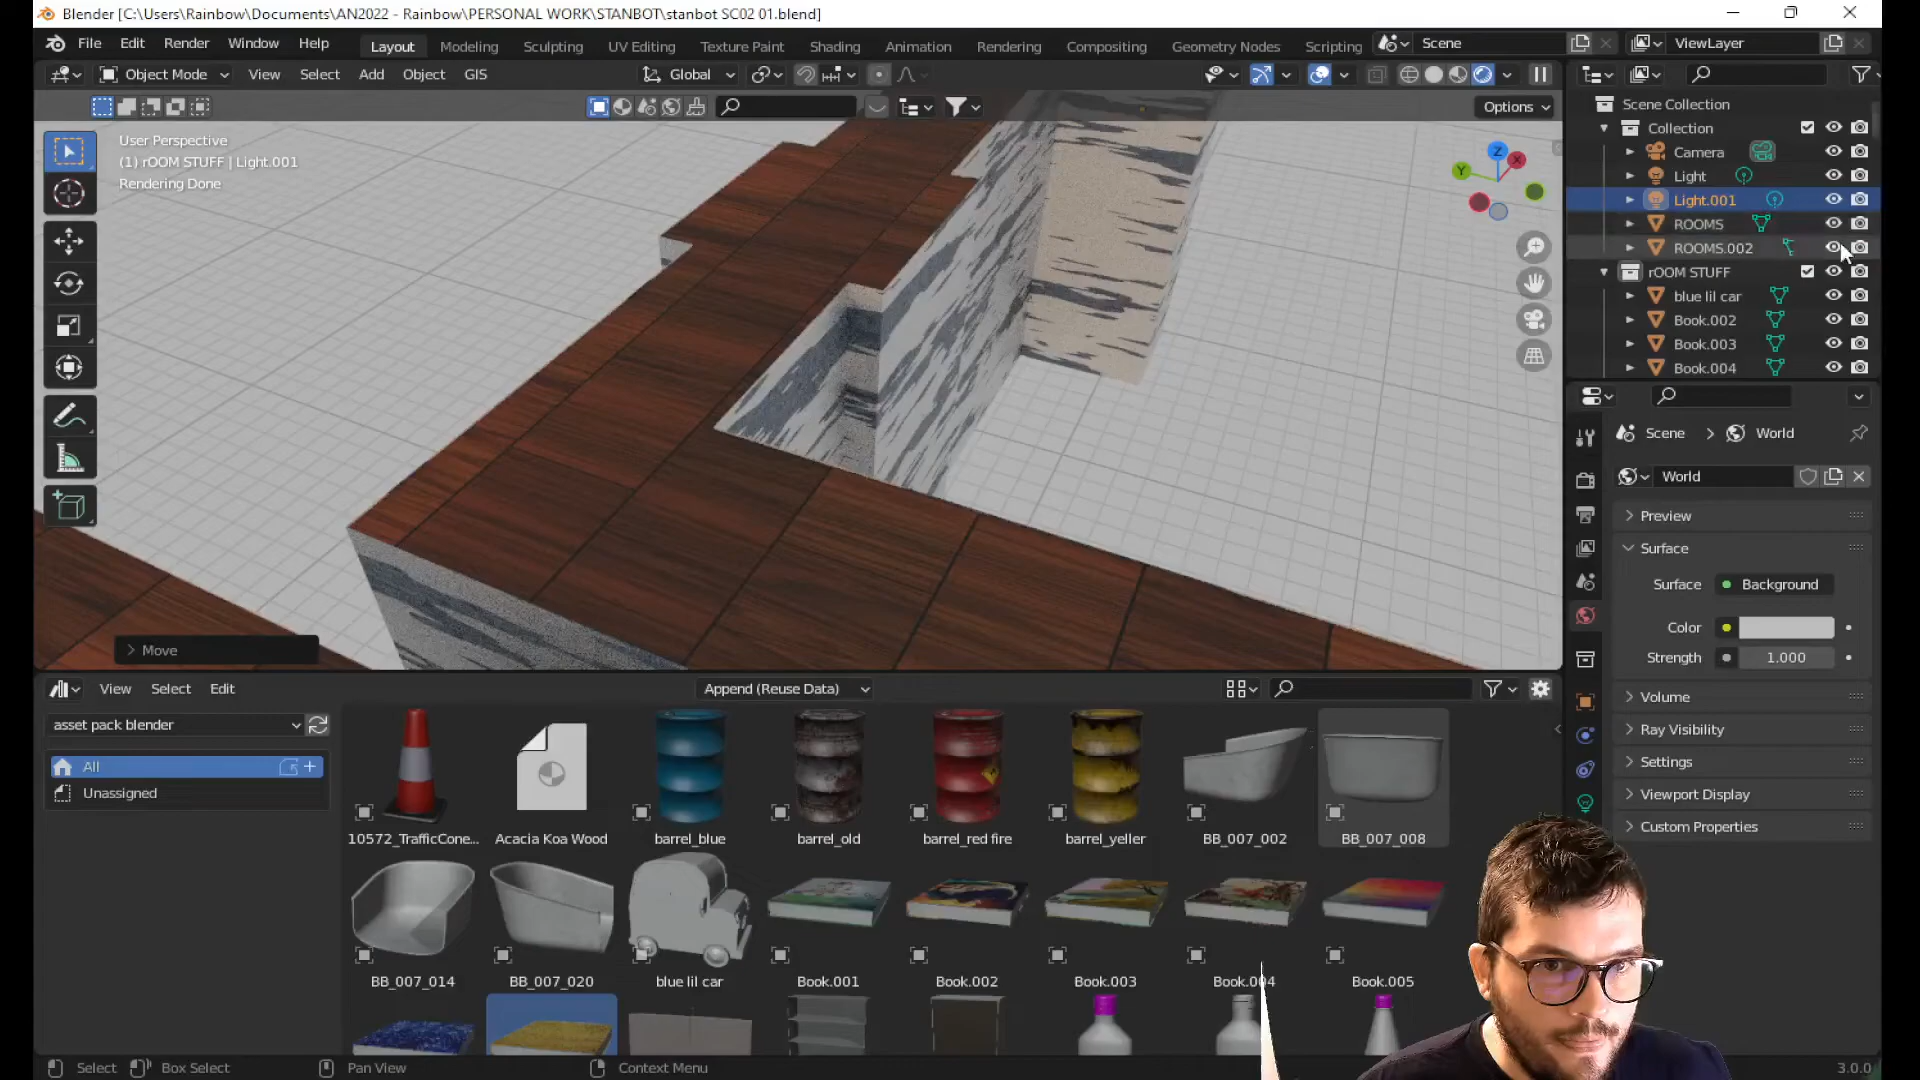 Blender [C:\Users\Rainbow\Documents\AN2022 - Rainbow\PERSONAL WORK\STANBOT\stanbot SC02 01.blend]
File Edit Render Window Help Layout Modeling Sculpting UV Editing Texture Paint Shading Animation Rendering Compositing Geometry Nodes Scripting Scene ViewLayer
Object Mode View Select Add Object GIS Global
Options
User Perspective
(1) rOOM STUFF | Light.001
Rendering Done
Z
X
Y
Move
Scene Collection
Collection
Camera
Light
Light.001
ROOMS
ROOMS.002
rOOM STUFF
blue lil car
Book.002
Book.003
Book.004
Scene > World
World
Preview
Surface
Surface Background
Color
Strength 1.000
Volume
Ray Visibility
Settings
Viewport Display
Custom Properties
View Select Edit Append (Reuse Data)
asset pack blender
All
Unassigned
10572_TrafficCone... Acacia Koa Wood barrel_blue barrel_old barrel_red fire barrel_yeller BB_007_002 BB_007_008
BB_007_014 BB_007_020 blue lil car Book.001 Book.002 Book.003 Book.004 Book.005
Select Box Select Pan View Context Menu 3.0.0